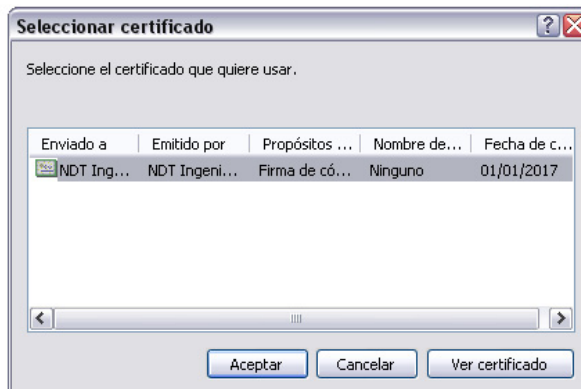 Seleccionar certificado
Seleccione el certificado que quiere usar.
Enviado a Emitido por Propósitos ... Nombre de... Fecha de c...
NDT Ing... NDT Ingeni... Firma de có... Ninguno 01/01/2017
Aceptar Cancelar Ver certificado